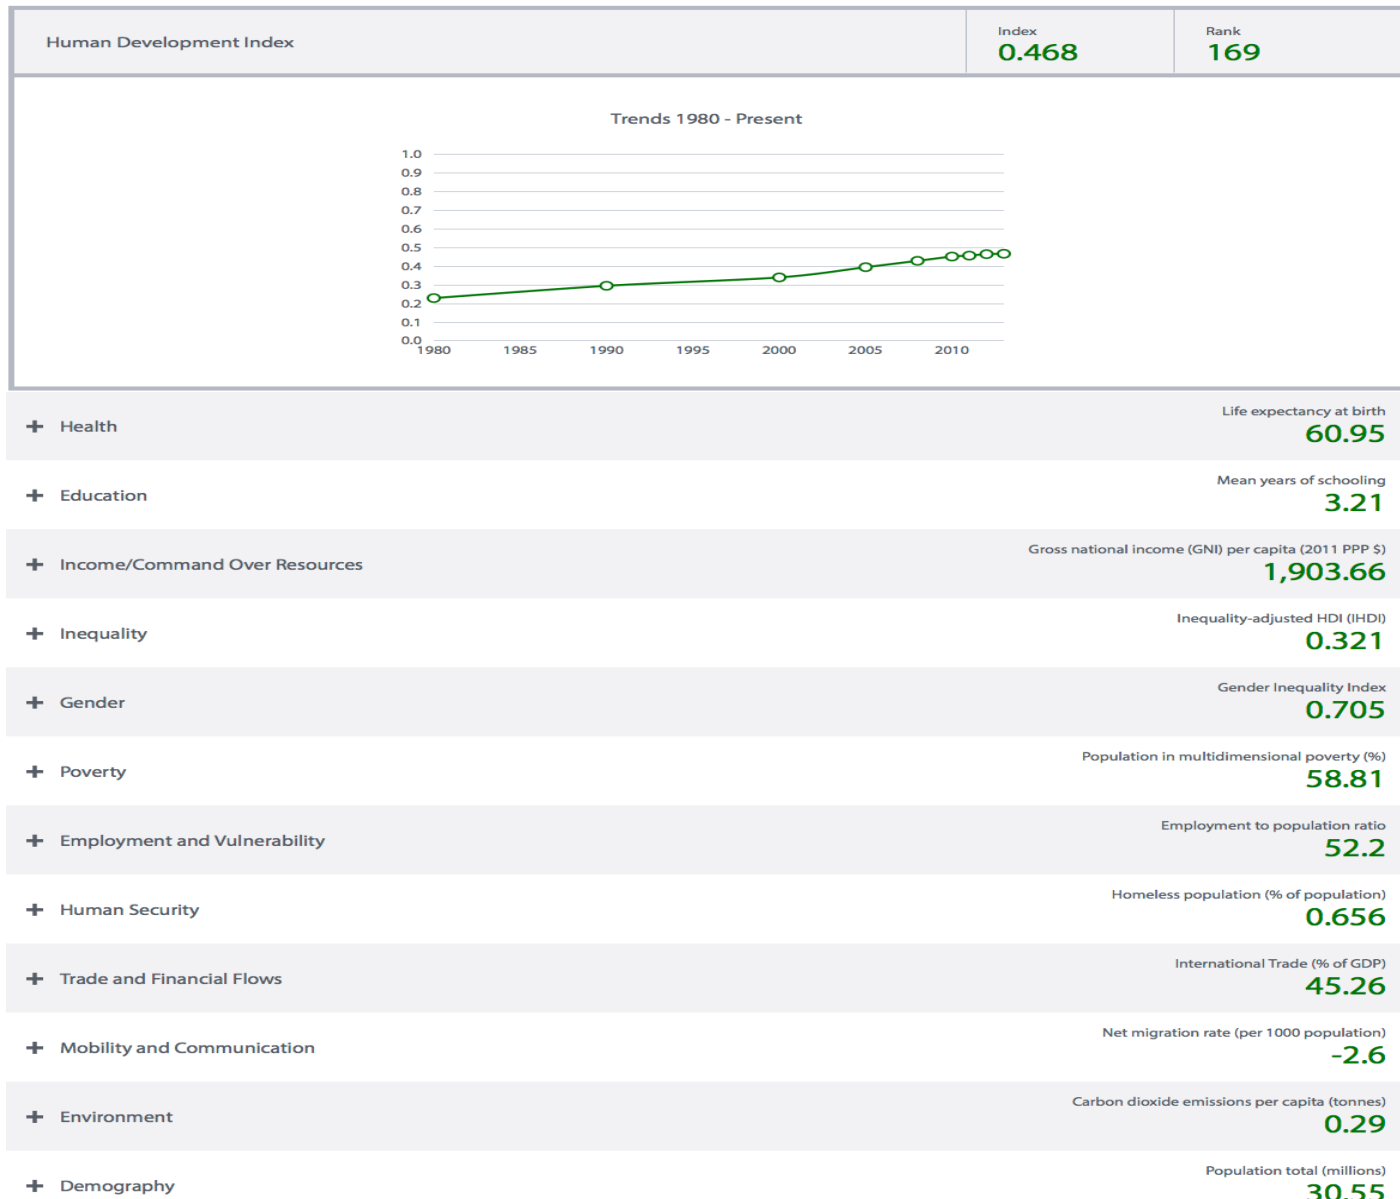 Human Development Index
Index
0.468
Rank
169
Trends 1980 - Present
1.0
0.9
0.8
0.7
0.6
0.5
0.4
0.3
0.2
0.1
0.0
1980 1985 1990 1995 2000 2005 2010
+ Health
Life expectancy at birth
60.95
+ Education
Mean years of schooling
3.21
+ Income/Command Over Resources
Gross national income (GNI) per capita (2011 PPP $)
1,903.66
+ Inequality
Inequality-adjusted HDI (IHDI)
0.321
+ Gender
Gender Inequality Index
0.705
+ Poverty
Population in multidimensional poverty (%)
58.81
+ Employment and Vulnerability
Employment to population ratio
52.2
+ Human Security
Homeless population (% of population)
0.656
+ Trade and Financial Flows
International Trade (% of GDP)
45.26
+ Mobility and Communication
Net migration rate (per 1000 population)
-2.6
+ Environment
Carbon dioxide emissions per capita (tonnes)
0.29
+ Demography
Population total (millions)
30.55